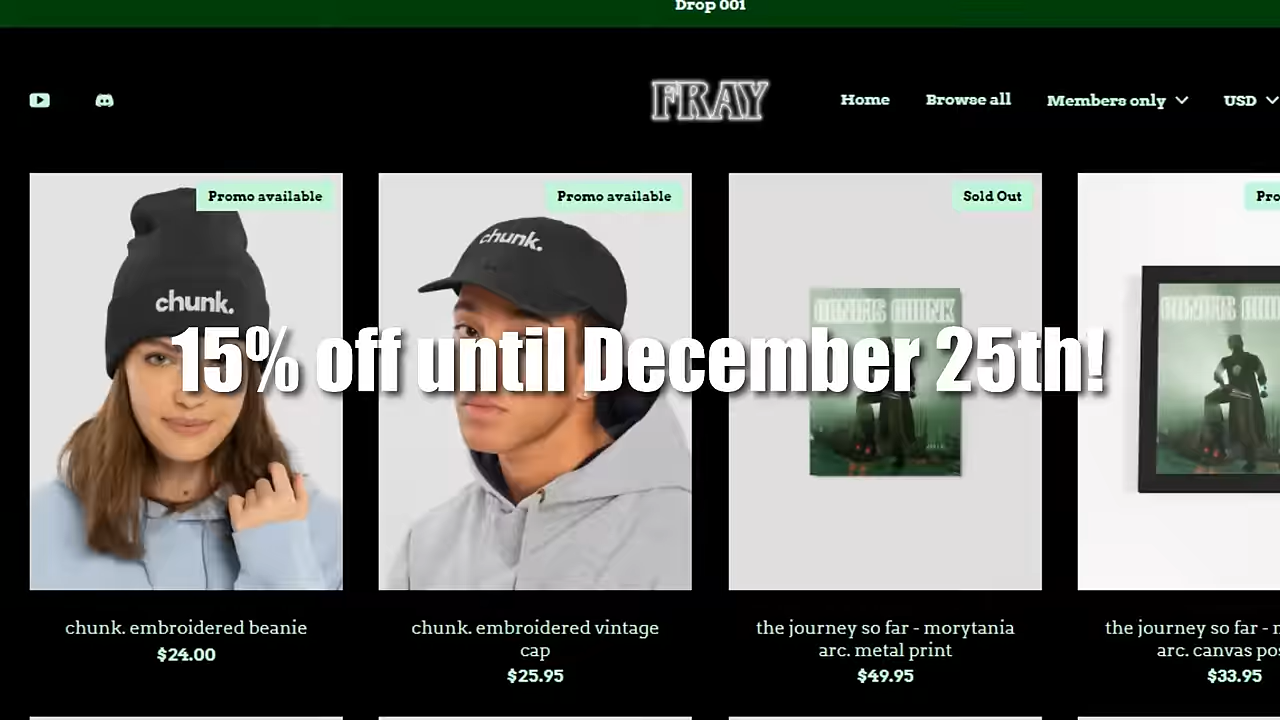 Drop 001
FRAY
Home
Browse all
Members only
USD
Promo available
Promo available
Sold Out
chunk.
chunk.
15% off until December 25th!
chunk. embroidered beanie
$24.00
chunk. embroidered vintage
cap
$25.95
the journey so far - morytania
arc. metal print
$49.95
the journey so far -
arc. canvas
$33.95